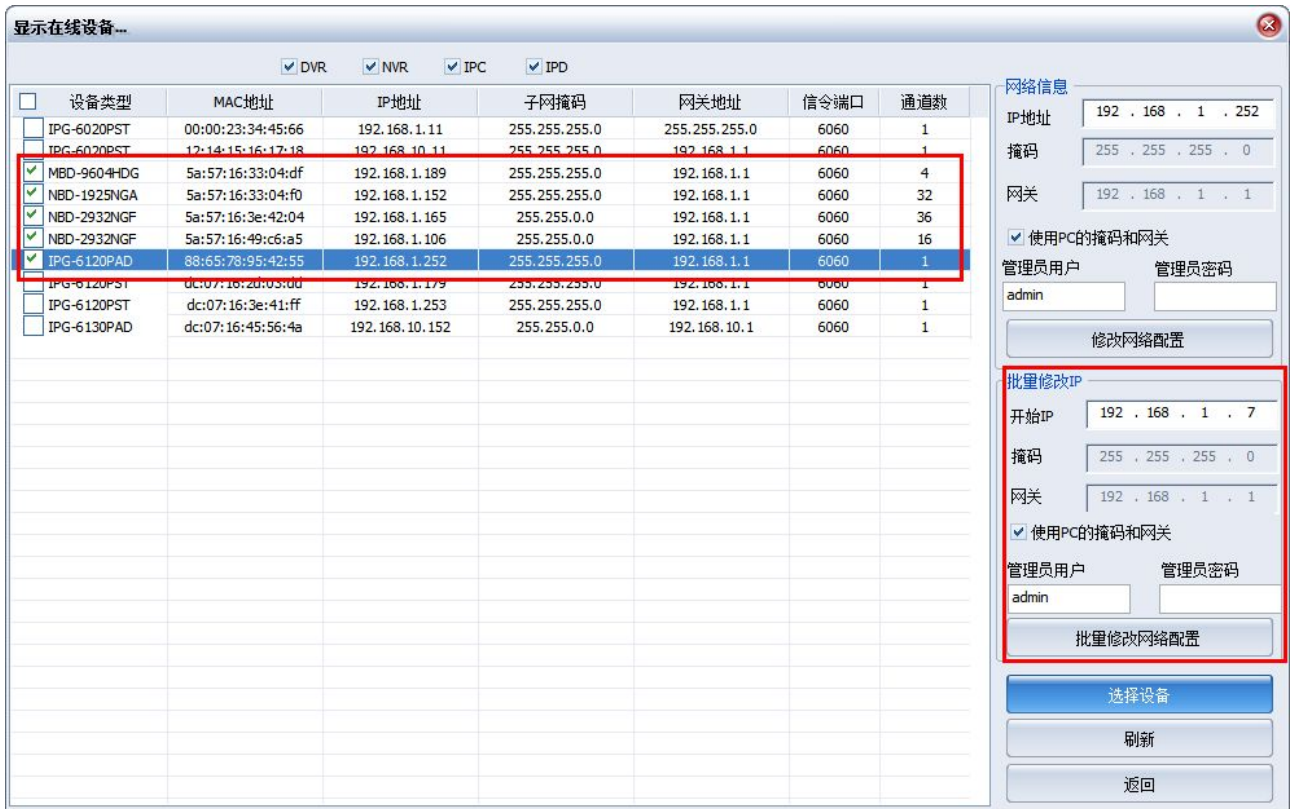 显示在线设备...
DVR NVR IPC IPD
设备类型 MAC地址 IP地址 子网掩码 网关地址 信令端口 通道数
IPG-6020PST 00:00:23:34:45:66 192.168.1.11 255.255.255.0 255.255.255.0 6060 1
IPG-6020PST 12:14:15:16:17:18 192.168.10.11 255.255.255.0 192.168.1.1 6060 1
MBD-9604HDG 5a:57:16:33:04:df 192.168.1.189 255.255.255.0 192.168.1.1 6060 4
NBD-1925NGA 5a:57:16:33:04:f0 192.168.1.152 255.255.255.0 192.168.1.1 6060 32
NBD-2932NGF 5a:57:16:3e:42:04 192.168.1.165 255.255.0.0 192.168.1.1 6060 36
NBD-2932NGF 5a:57:16:49:c6:a5 192.168.1.106 255.255.0.0 192.168.1.1 6060 16
IPG-6120PAD 88:65:78:95:42:55 192.168.1.252 255.255.255.0 192.168.1.1 6060 1
IPG-6120PST dc:07:16:2d:03:dd 192.168.1.179 255.255.255.0 192.168.1.1 6060 1
IPG-6120PST dc:07:16:3e:41:ff 192.168.1.253 255.255.255.0 192.168.1.1 6060 1
IPG-6130PAD dc:07:16:45:56:4a 192.168.10.152 255.255.0.0 192.168.10.1 6060 1
网络信息
IP地址 192 . 168 . 1 . 252
掩码 255 . 255 . 255 . 0
网关 192 . 168 . 1 . 1
使用PC的掩码和网关
管理员用户 管理员密码
admin
修改网络配置
批里修改IP
开始IP 192 . 168 . 1 . 7
掩码 255 . 255 . 255 . 0
网关 192 . 168 . 1 . 1
使用PC的掩码和网关
管理员用户 管理员密码
admin
批里修改网络配置
选择设备
刷新
返回